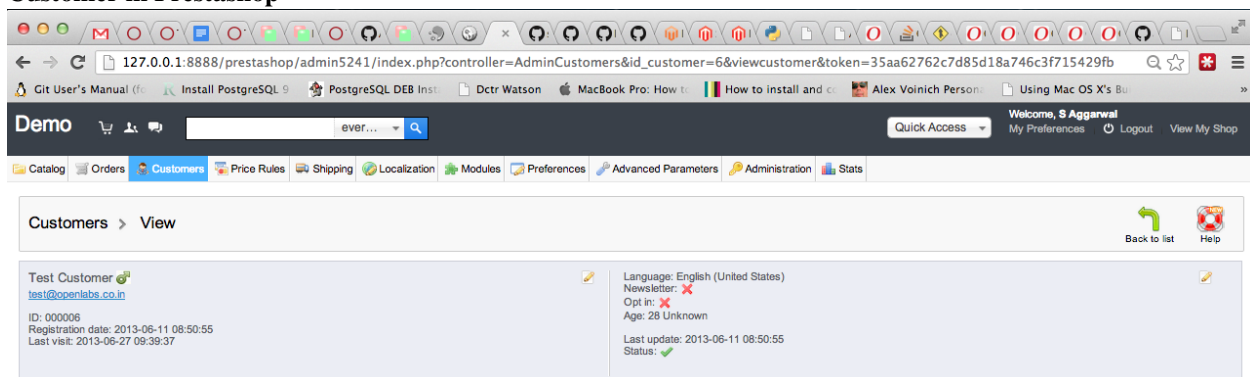 127.0.0.1:8888/prestashop/admin5241/index.php?controller=AdminCustomers&id_customer=6&viewcustomer&token=35aa62762c7d85d18a746c3f715429fb
Git User's Manual (fo Install PostgreSQL 9 PostgreSQL DEB Inst Dctr Watson MacBook Pro: How to How to install and co Alex Voinich Persona Using Mac OS X's Bu »
Demo ever... Quick Access Welcome, S Aggarwal
My Preferences Logout View My Shop
Catalog Orders Customers Price Rules Shipping Localization Modules Preferences Advanced Parameters Administration Stats
Customers > View
Back to list Help
Test Customer
test@openlabs.co.in
ID: 000006
Registration date: 2013-06-11 08:50:55
Last visit: 2013-06-27 09:39:37
Language: English (United States)
Newsletter:
Opt in:
Age: 28 Unknown
Last update: 2013-06-11 08:50:55
Status: